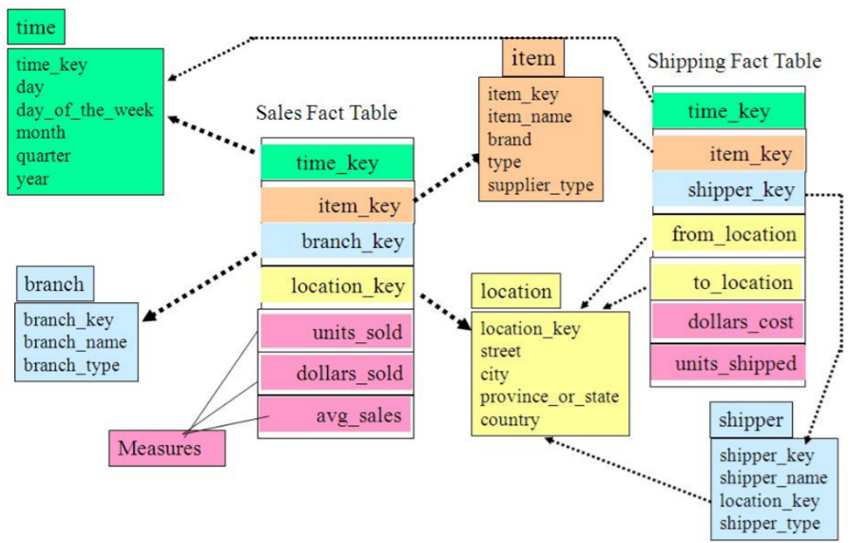 time
time_key
day
day_of_the_week
month
quarter
year
Sales Fact Table
time_key
item_key
branch_key
location_key
units_sold
dollars_sold
avg_sales
Measures
branch
branch_key
branch_name
branch_type
item
item_key
item_name
brand
type
supplier_type
location
location_key
street
city
province_or_state
country
Shipping Fact Table
time_key
item_key
shipper_key
from_location
to_location
dollars_cost
units_shipped
shipper
shipper_key
shipper_name
location_key
shipper_type